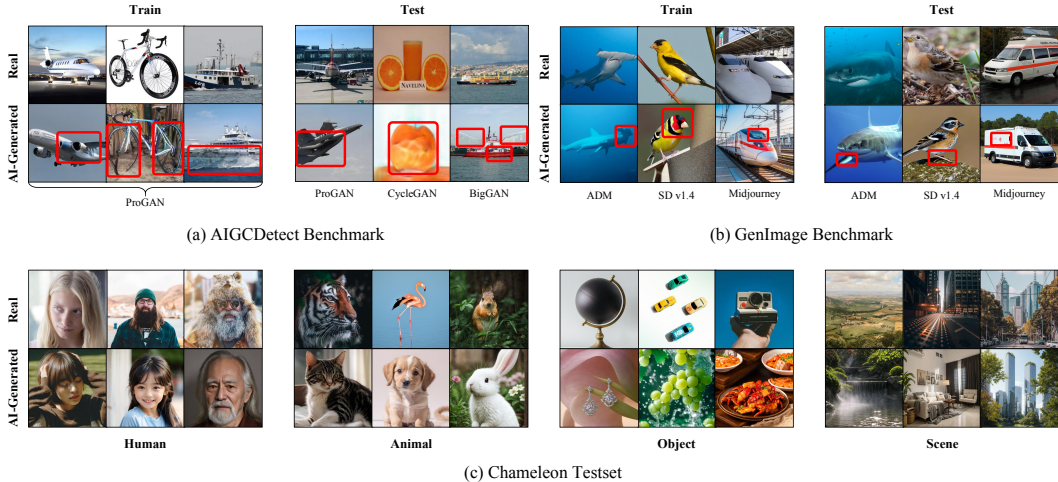 Train
Test
Train
Test
Real
AI-Generated
NAVELINA
Real
AI-Generated
ProGAN
ProGAN
CycleGAN
BigGAN
ADM
SD v1.4
Midjourney
ADM
SD v1.4
Midjourney
(a) AIGCDetect Benchmark
(b) GenImage Benchmark
Real
AI-Generated
Human
Animal
Object
Scene
(c) Chameleon Testset